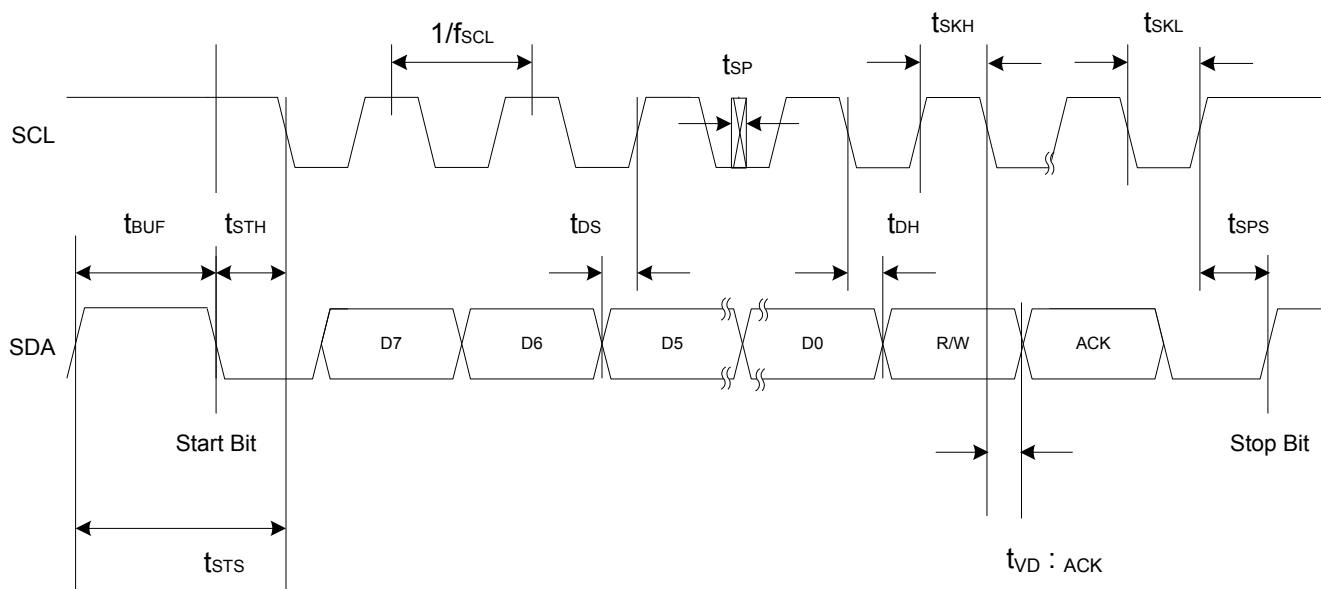 1/fSCL
tSKH
tSKL
tSP
SCL
tBUF
tSTH
tDS
tDH
tSPS
SDA
D7
D6
D5
D0
R/W
ACK
Start Bit
Stop Bit
tSTS
tVD : ACK